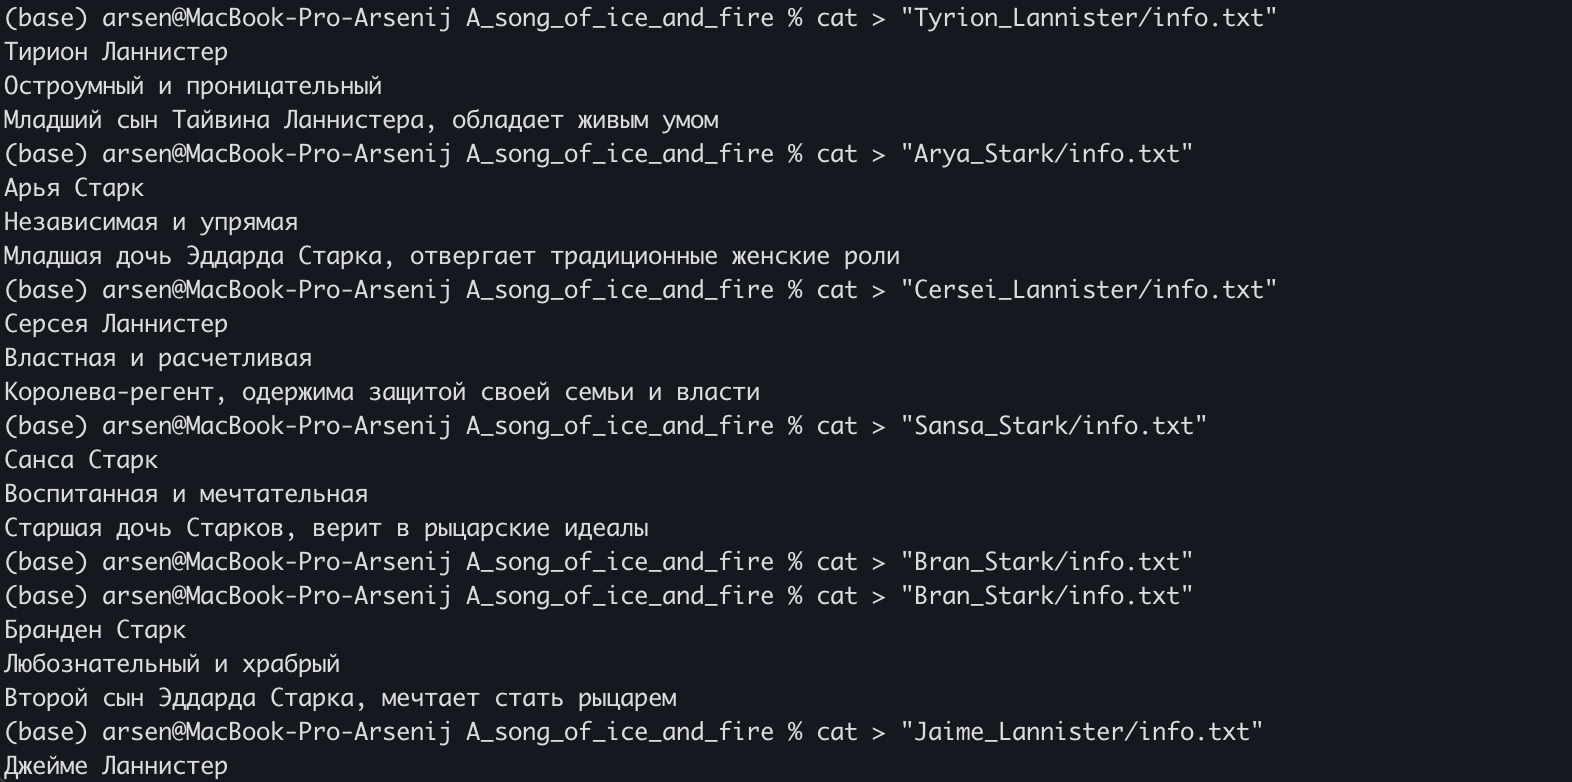 (base) arsen@MacBook-Pro-Arsenij A_song_of_ice_and_fire % cat > "Tyrion_Lannister/info.txt"
Тирион Ланнистер
Остроумный и проницательный
Младший сын Тайвина Ланнистера, обладает живым умом
(base) arsen@MacBook-Pro-Arsenij A_song_of_ice_and_fire % cat > "Arya_Stark/info.txt"
Арья Старк
Независимая и упрямая
Младшая дочь Эддарда Старка, отвергает традиционные женские роли
(base) arsen@MacBook-Pro-Arsenij A_song_of_ice_and_fire % cat > "Cersei_Lannister/info.txt"
Серсея Ланнистер
Властная и расчетливая
Королева-регент, одержима защитой своей семьи и власти
(base) arsen@MacBook-Pro-Arsenij A_song_of_ice_and_fire % cat > "Sansa_Stark/info.txt"
Санса Старк
Воспитанная и мечтательная
Старшая дочь Старков, верит в рыцарские идеалы
(base) arsen@MacBook-Pro-Arsenij A_song_of_ice_and_fire % cat > "Bran_Stark/info.txt"
(base) arsen@MacBook-Pro-Arsenij A_song_of_ice_and_fire % cat > "Bran_Stark/info.txt"
Бранден Старк
Любознательный и храбрый
Второй сын Эддарда Старка, мечтает стать рыцарем
(base) arsen@MacBook-Pro-Arsenij A_song_of_ice_and_fire % cat > "Jaime_Lannister/info.txt"
Джейме Ланнистер